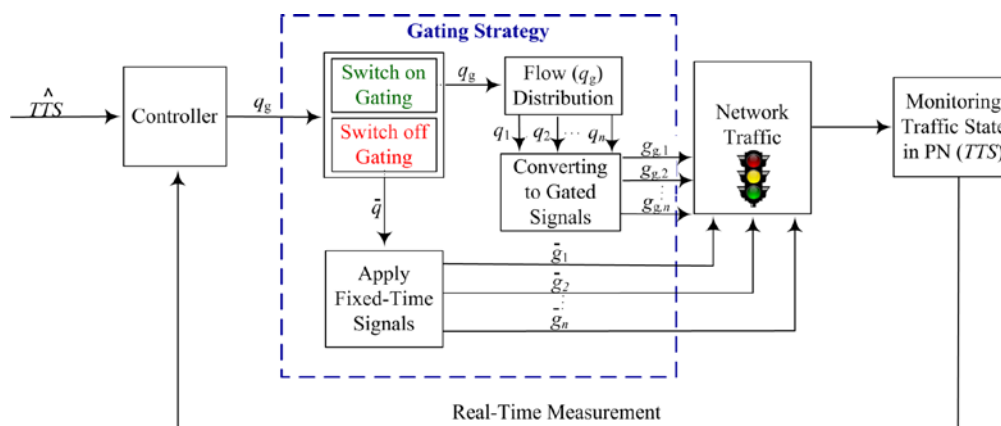 Gating Strategy
^
TTS
Controller
q_g
Switch on
Gating
Switch off
Gating
q_g
Flow (q_g)
Distribution
q_1 q_2 ... q_n
Converting
to Gated
Signals
g_g,1
g_g,2
⋮
g_g,n
Network
Traffic
Monitoring
Traffic State
in PN (TTS)
q̄
Apply
Fixed-Time
Signals
ḡ_1
ḡ_2
⋮
ḡ_n
Real-Time Measurement